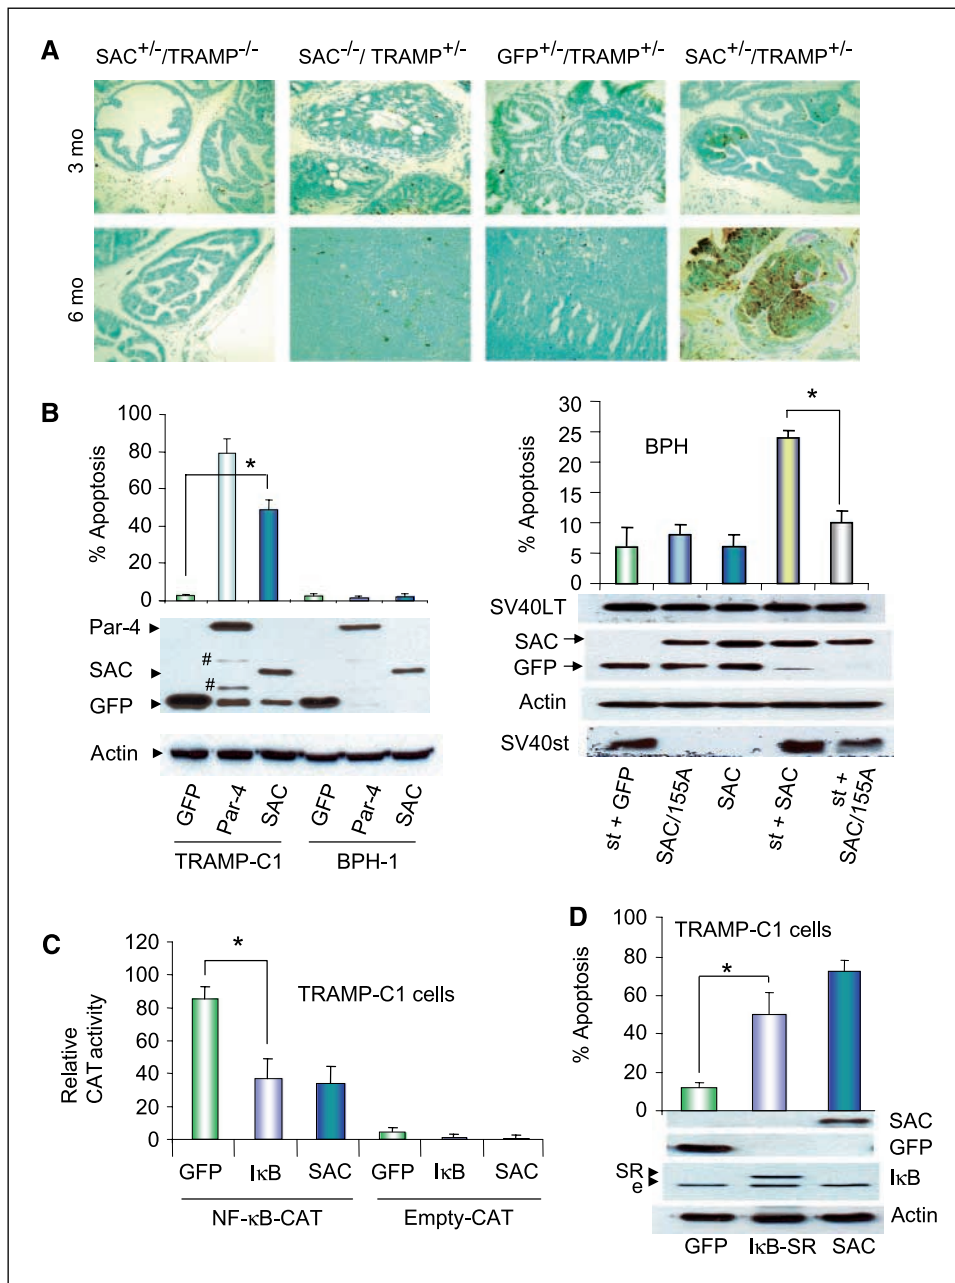 A
SAC+/-/TRAMP-/-
SAC-/-/ TRAMP+/-
GFP+/-/TRAMP+/-
SAC+/-/TRAMP+/-
3 mo
6 mo
B
% Apoptosis
100
80
60
40
20
0
*
Par-4
SAC
#
#
GFP
Actin
GFP
Par-4
SAC
GFP
Par-4
SAC
TRAMP-C1
BPH-1
% Apoptosis
30
25
20
15
10
5
0
BPH
*
SV40LT
SAC
GFP
Actin
SV40st
st + GFP
SAC/155A
SAC
st + SAC
st +
SAC/155A
C
Relative
CAT activity
120
100
80
60
40
20
0
*
TRAMP-C1 cells
GFP
IκB
SAC
GFP
IκB
SAC
NF-κB-CAT
Empty-CAT
D
% Apoptosis
100
80
60
40
20
0
TRAMP-C1 cells
*
SAC
GFP
SR
e
IκB
Actin
GFP
IκB-SR
SAC